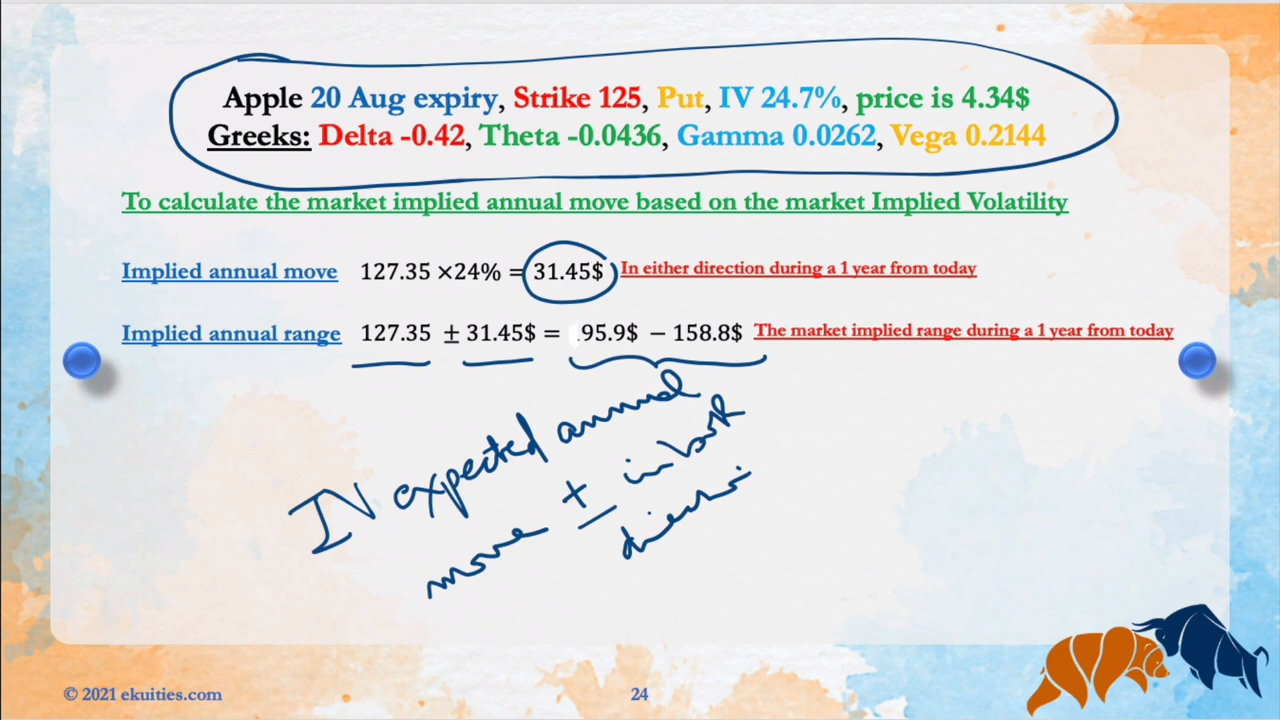 Apple 20 Aug expiry, Strike 125, Put, IV 24.7%, price is 4.34$
Greeks: Delta -0.42, Theta -0.0436, Gamma 0.0262, Vega 0.2144
To calculate the market implied annual move based on the market Implied Volatility
Implied annual move 127.35 ×24% = 31.45$ In either direction during a 1 year from today
Implied annual range 127.35 ± 31.45$ = 95.9$ − 158.8$ The market implied range during a 1 year from today
IV expected annual
move ± in both
direction
© 2021 ekuities.com
24